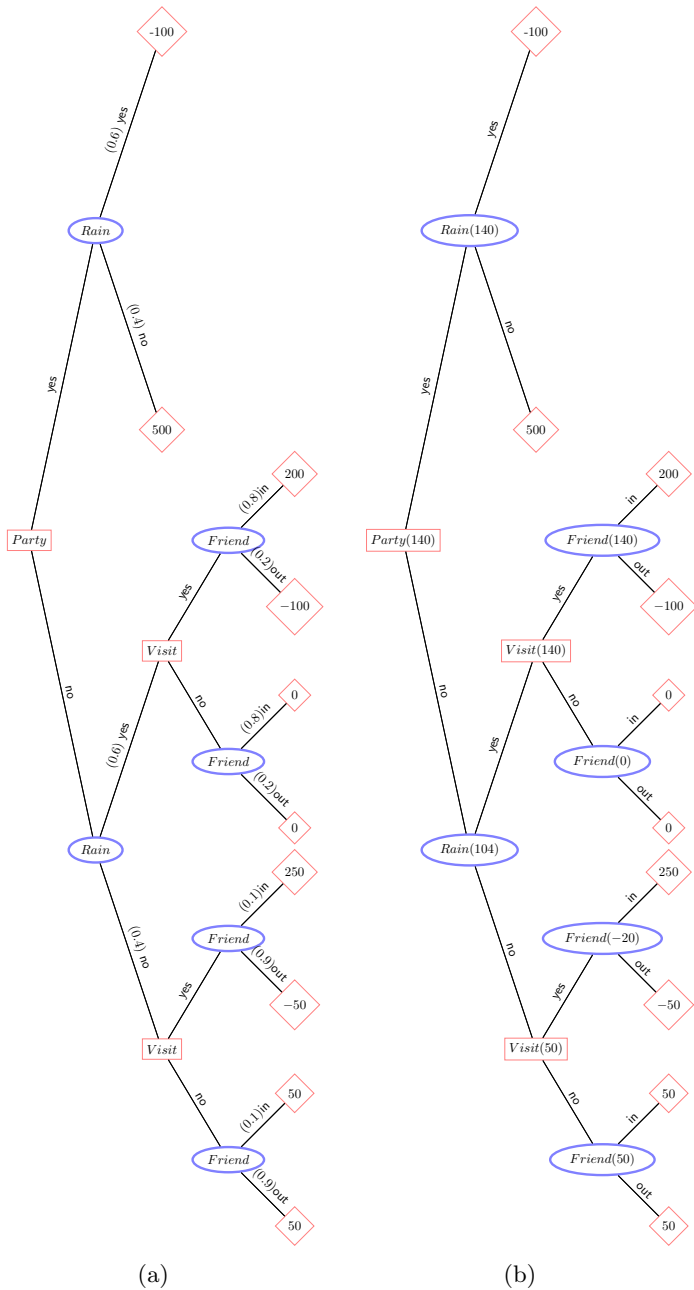 -100
(0.6) yes
Rain
(0.4) no
500
yes
Party
no
200
(0.8)in
Friend
(0.2)out
−100
yes
Visit
no
0
(0.8)in
Friend
(0.2)out
0
(0.6) yes
Rain
(0.4) no
250
(0.1)in
Friend
(0.9)out
−50
yes
Visit
no
50
(0.1)in
Friend
(0.9)out
50
(a)
-100
yes
Rain(140)
no
500
yes
Party(140)
no
200
in
Friend(140)
out
−100
yes
Visit(140)
no
0
in
Friend(0)
out
0
yes
Rain(104)
no
250
in
Friend(−20)
out
−50
yes
Visit(50)
no
50
in
Friend(50)
out
50
(b)